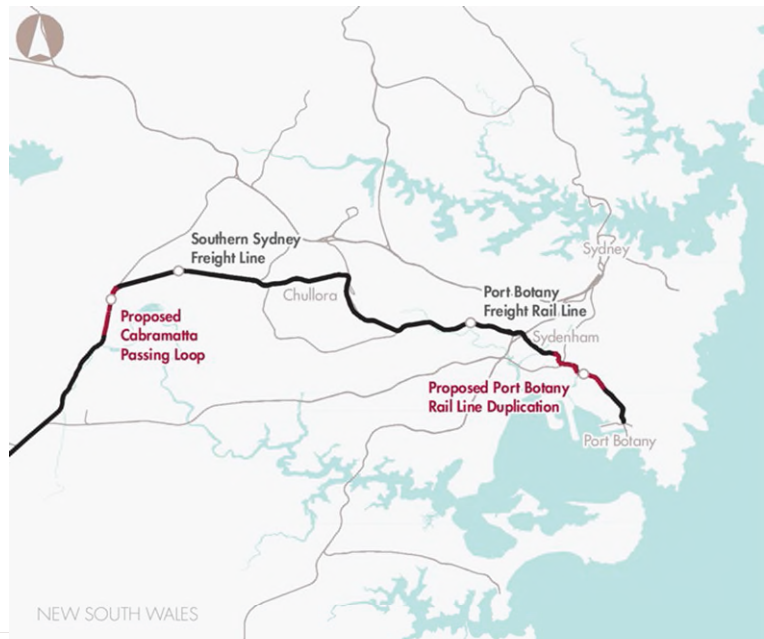 Sydney
Southern Sydney
Freight Line
Chullora
Port Botany
Freight Rail Line
Proposed
Cabramatta
Passing Loop
Sydenham
Proposed Port Botany
Rail Line Duplication
Port Botany
NEW SOUTH WALES